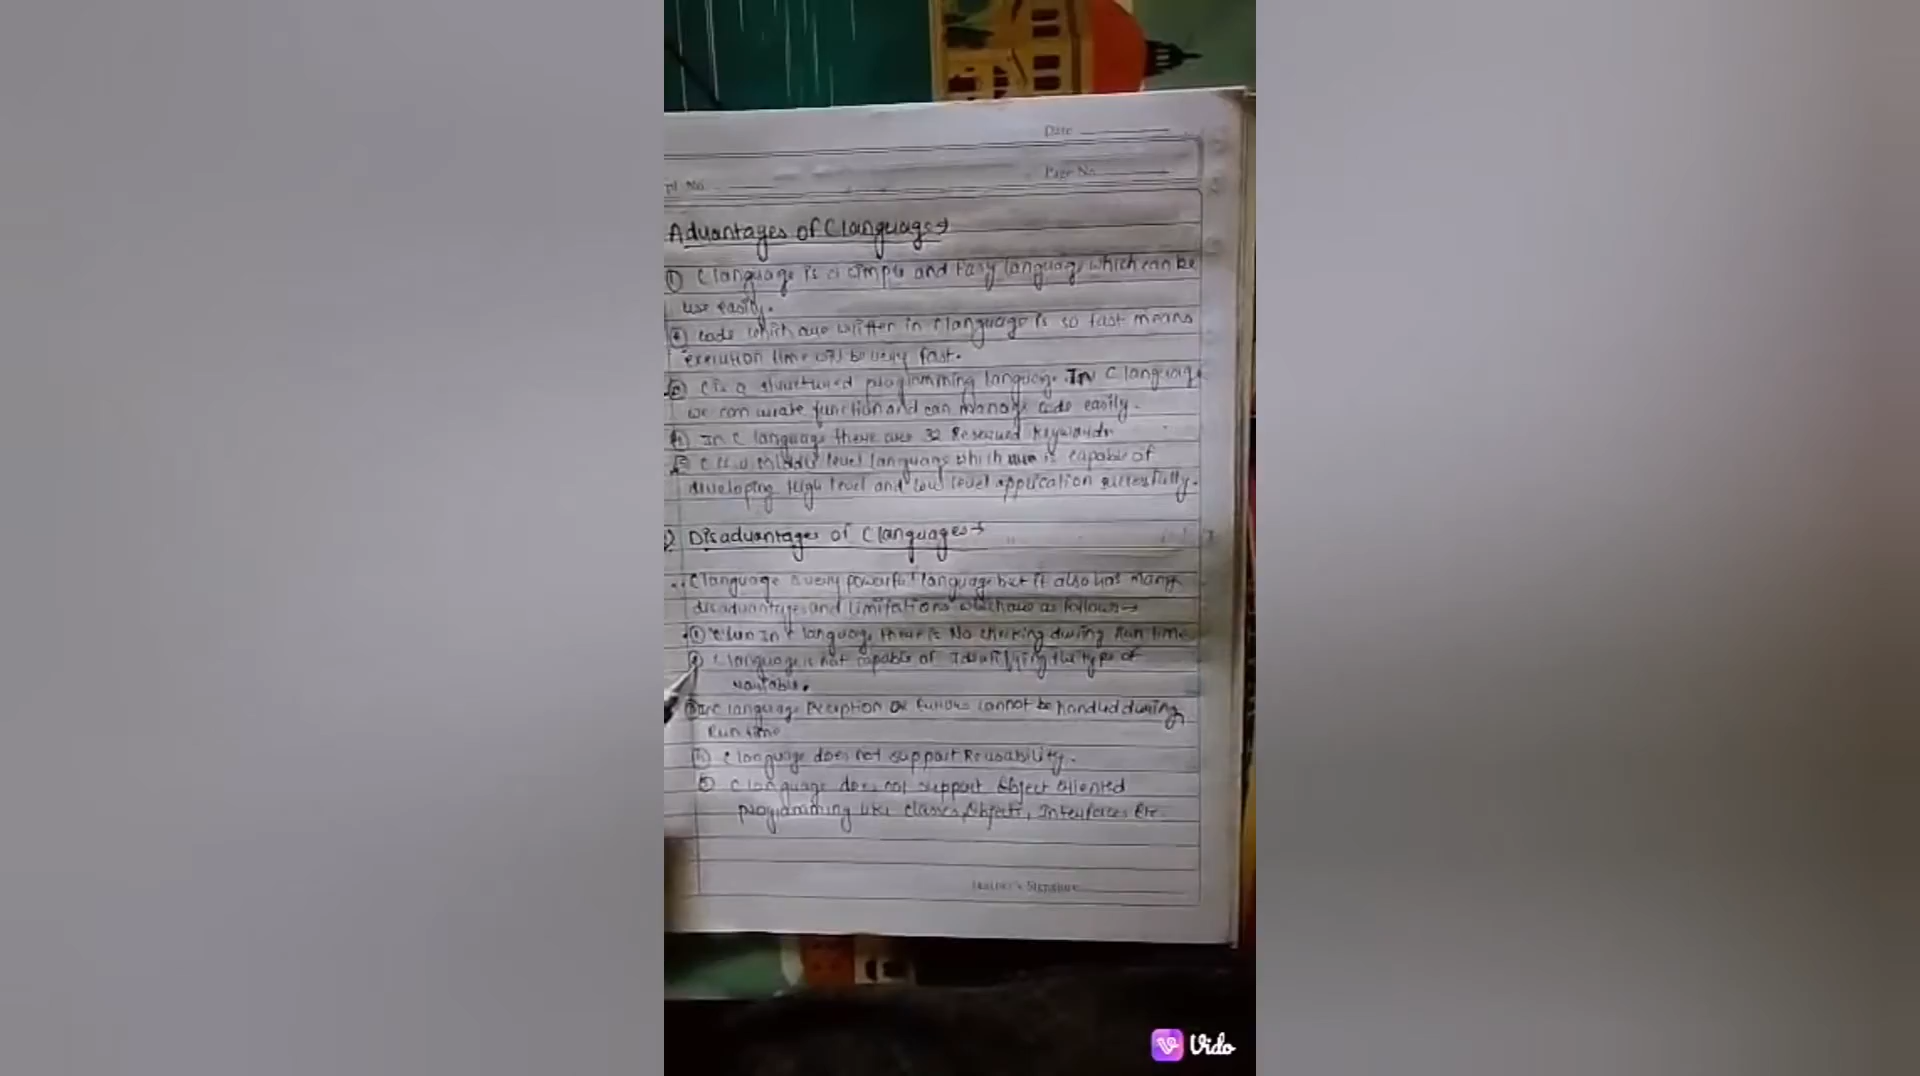 Date
Page No.
pl. No.
Advantages of C language→
① C language is a simple and Easy language which can be
use easily.
② code which are written in C language is so fast means
execution time will be very fast.
③ C is a structured programming language. IN C language
we can create function and can manage code easily.
④ In C language there are 32 Reserved Keywords
⑤ C is a middle level language which is capable of
developing High level and low level application successfully.
2 Disadvantages of C language→
C language is very powerful language but it also has many
disadvantages and limitations which are as follows→
① In C language there is No checking during Run time
② C language is not capable of Identifying the type of
variable.
③ In C language Exception or Errors cannot be handled during
Run time
④ C language does not support Reusability.
⑤ C language does not support Object oriented
programming like classes, Objects, Interfaces Etc.
Teacher's Signature
Vido